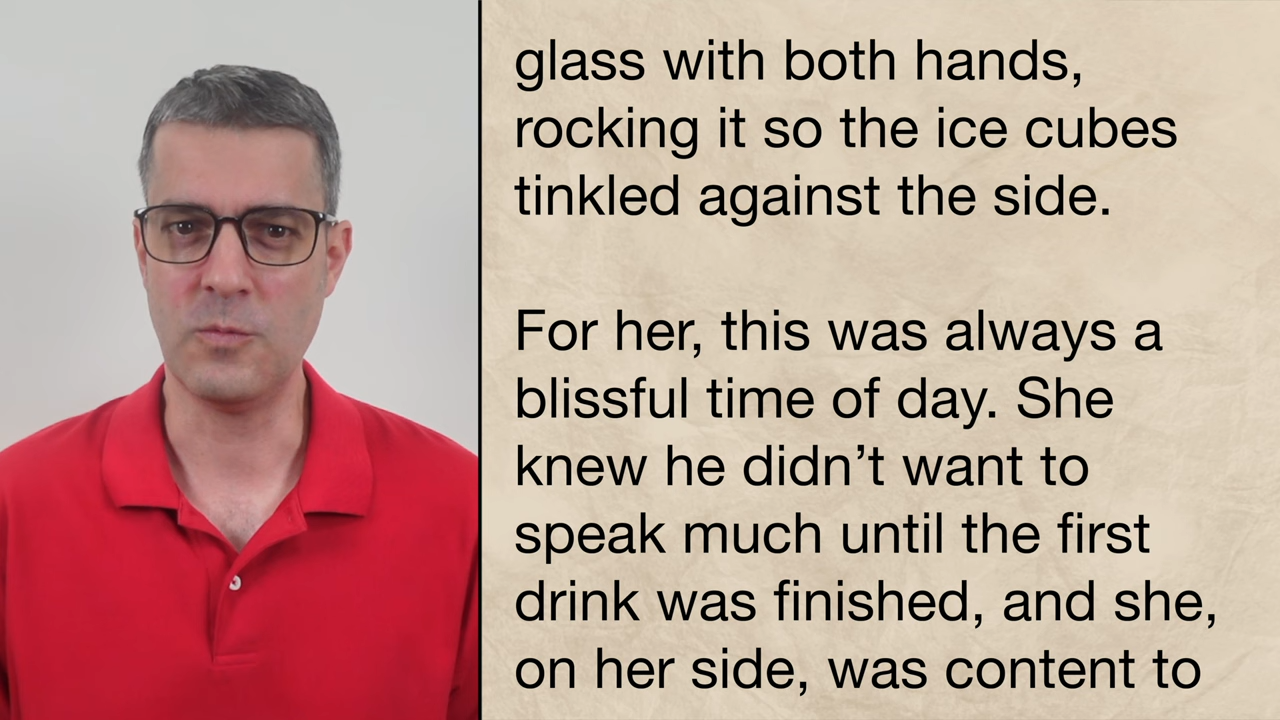 glass with both hands,
rocking it so the ice cubes
tinkled against the side.
For her, this was always a
blissful time of day. She
knew he didn’t want to
speak much until the first
drink was finished, and she,
on her side, was content to